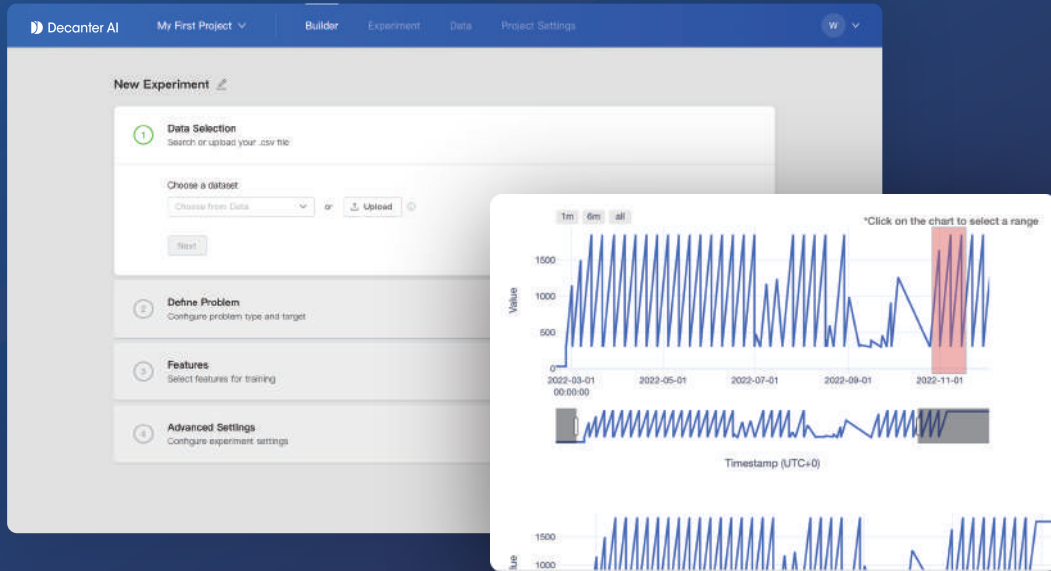 Decanter AI
My First Project
Builder
Experiment
Data
Project Settings
W
New Experiment
1
Data Selection
Search or upload your .csv file
Choose a dataset
Choose from Data
or
Upload
Next
2
Define Problem
Configure problem type and target
3
Features
Select features for training
4
Advanced Settings
Configure experiment settings
1m 6m all
*Click on the chart to select a range
Value
1500
1000
500
0
2022-03-01
00:00:00
2022-05-01
2022-07-01
2022-09-01
2022-11-01
Timestamp (UTC+0)
1500
1000